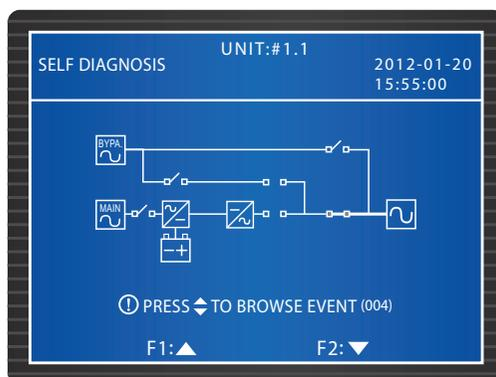 UNIT:#1.1
SELF DIAGNOSIS
2012-01-20
15:55:00
BYPA.
MAIN
PRESS TO BROWSE EVENT (004)
F1: F2: